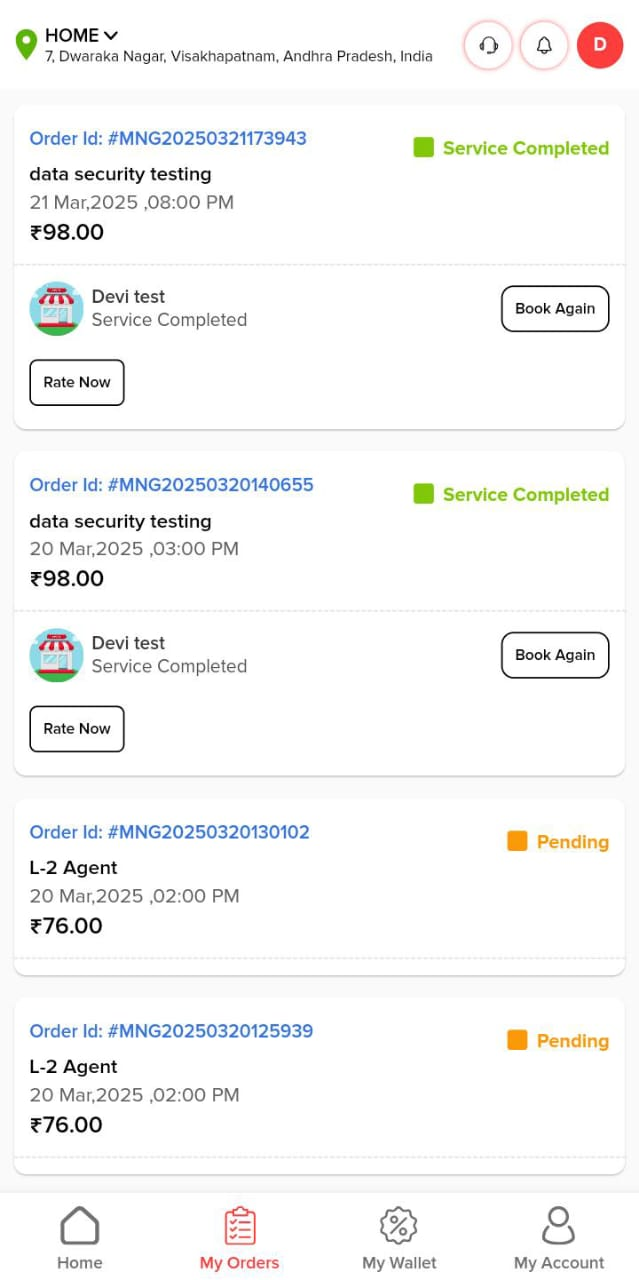 HOME
7, Dwaraka Nagar, Visakhapatnam, Andhra Pradesh, India
D
Order Id: #MNG20250321173943
Service Completed
data security testing
21 Mar,2025 ,08:00 PM
₹98.00
Devi test
Service Completed
Book Again
Rate Now
Order Id: #MNG20250320140655
Service Completed
data security testing
20 Mar,2025 ,03:00 PM
₹98.00
Devi test
Service Completed
Book Again
Rate Now
Order Id: #MNG20250320130102
Pending
L-2 Agent
20 Mar,2025 ,02:00 PM
₹76.00
Order Id: #MNG20250320125939
Pending
L-2 Agent
20 Mar,2025 ,02:00 PM
₹76.00
Home
My Orders
My Wallet
My Account